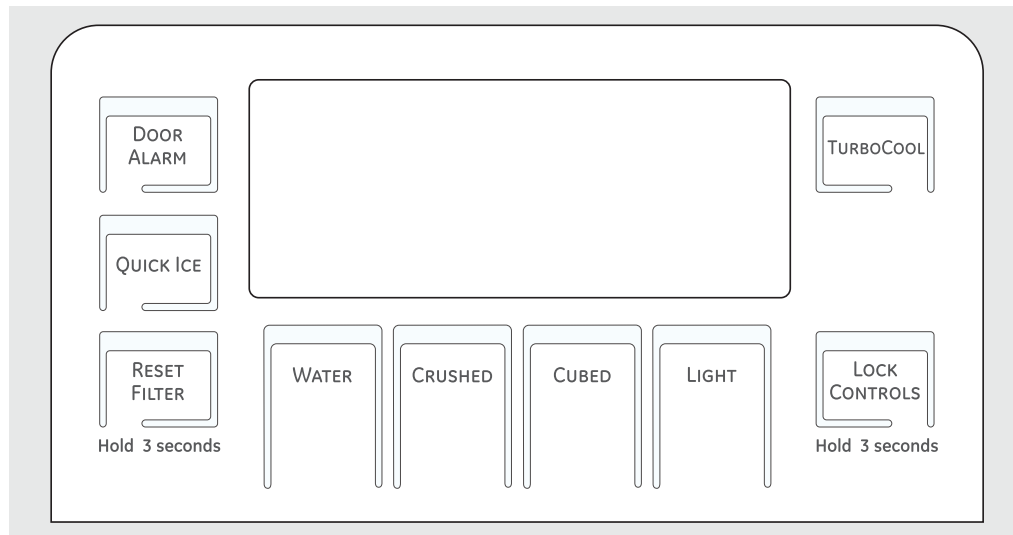 DOOR
ALARM
TURBOCOOL
QUICK ICE
RESET
FILTER
Hold 3 seconds
WATER
CRUSHED
CUBED
LIGHT
LOCK
CONTROLS
Hold 3 seconds